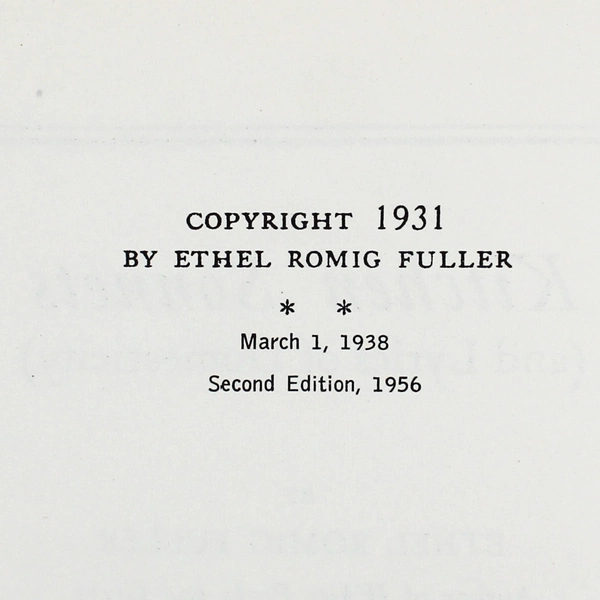 COPYRIGHT 1931
BY ETHEL ROMIG FULLER
* *
March 1, 1938
Second Edition, 1956